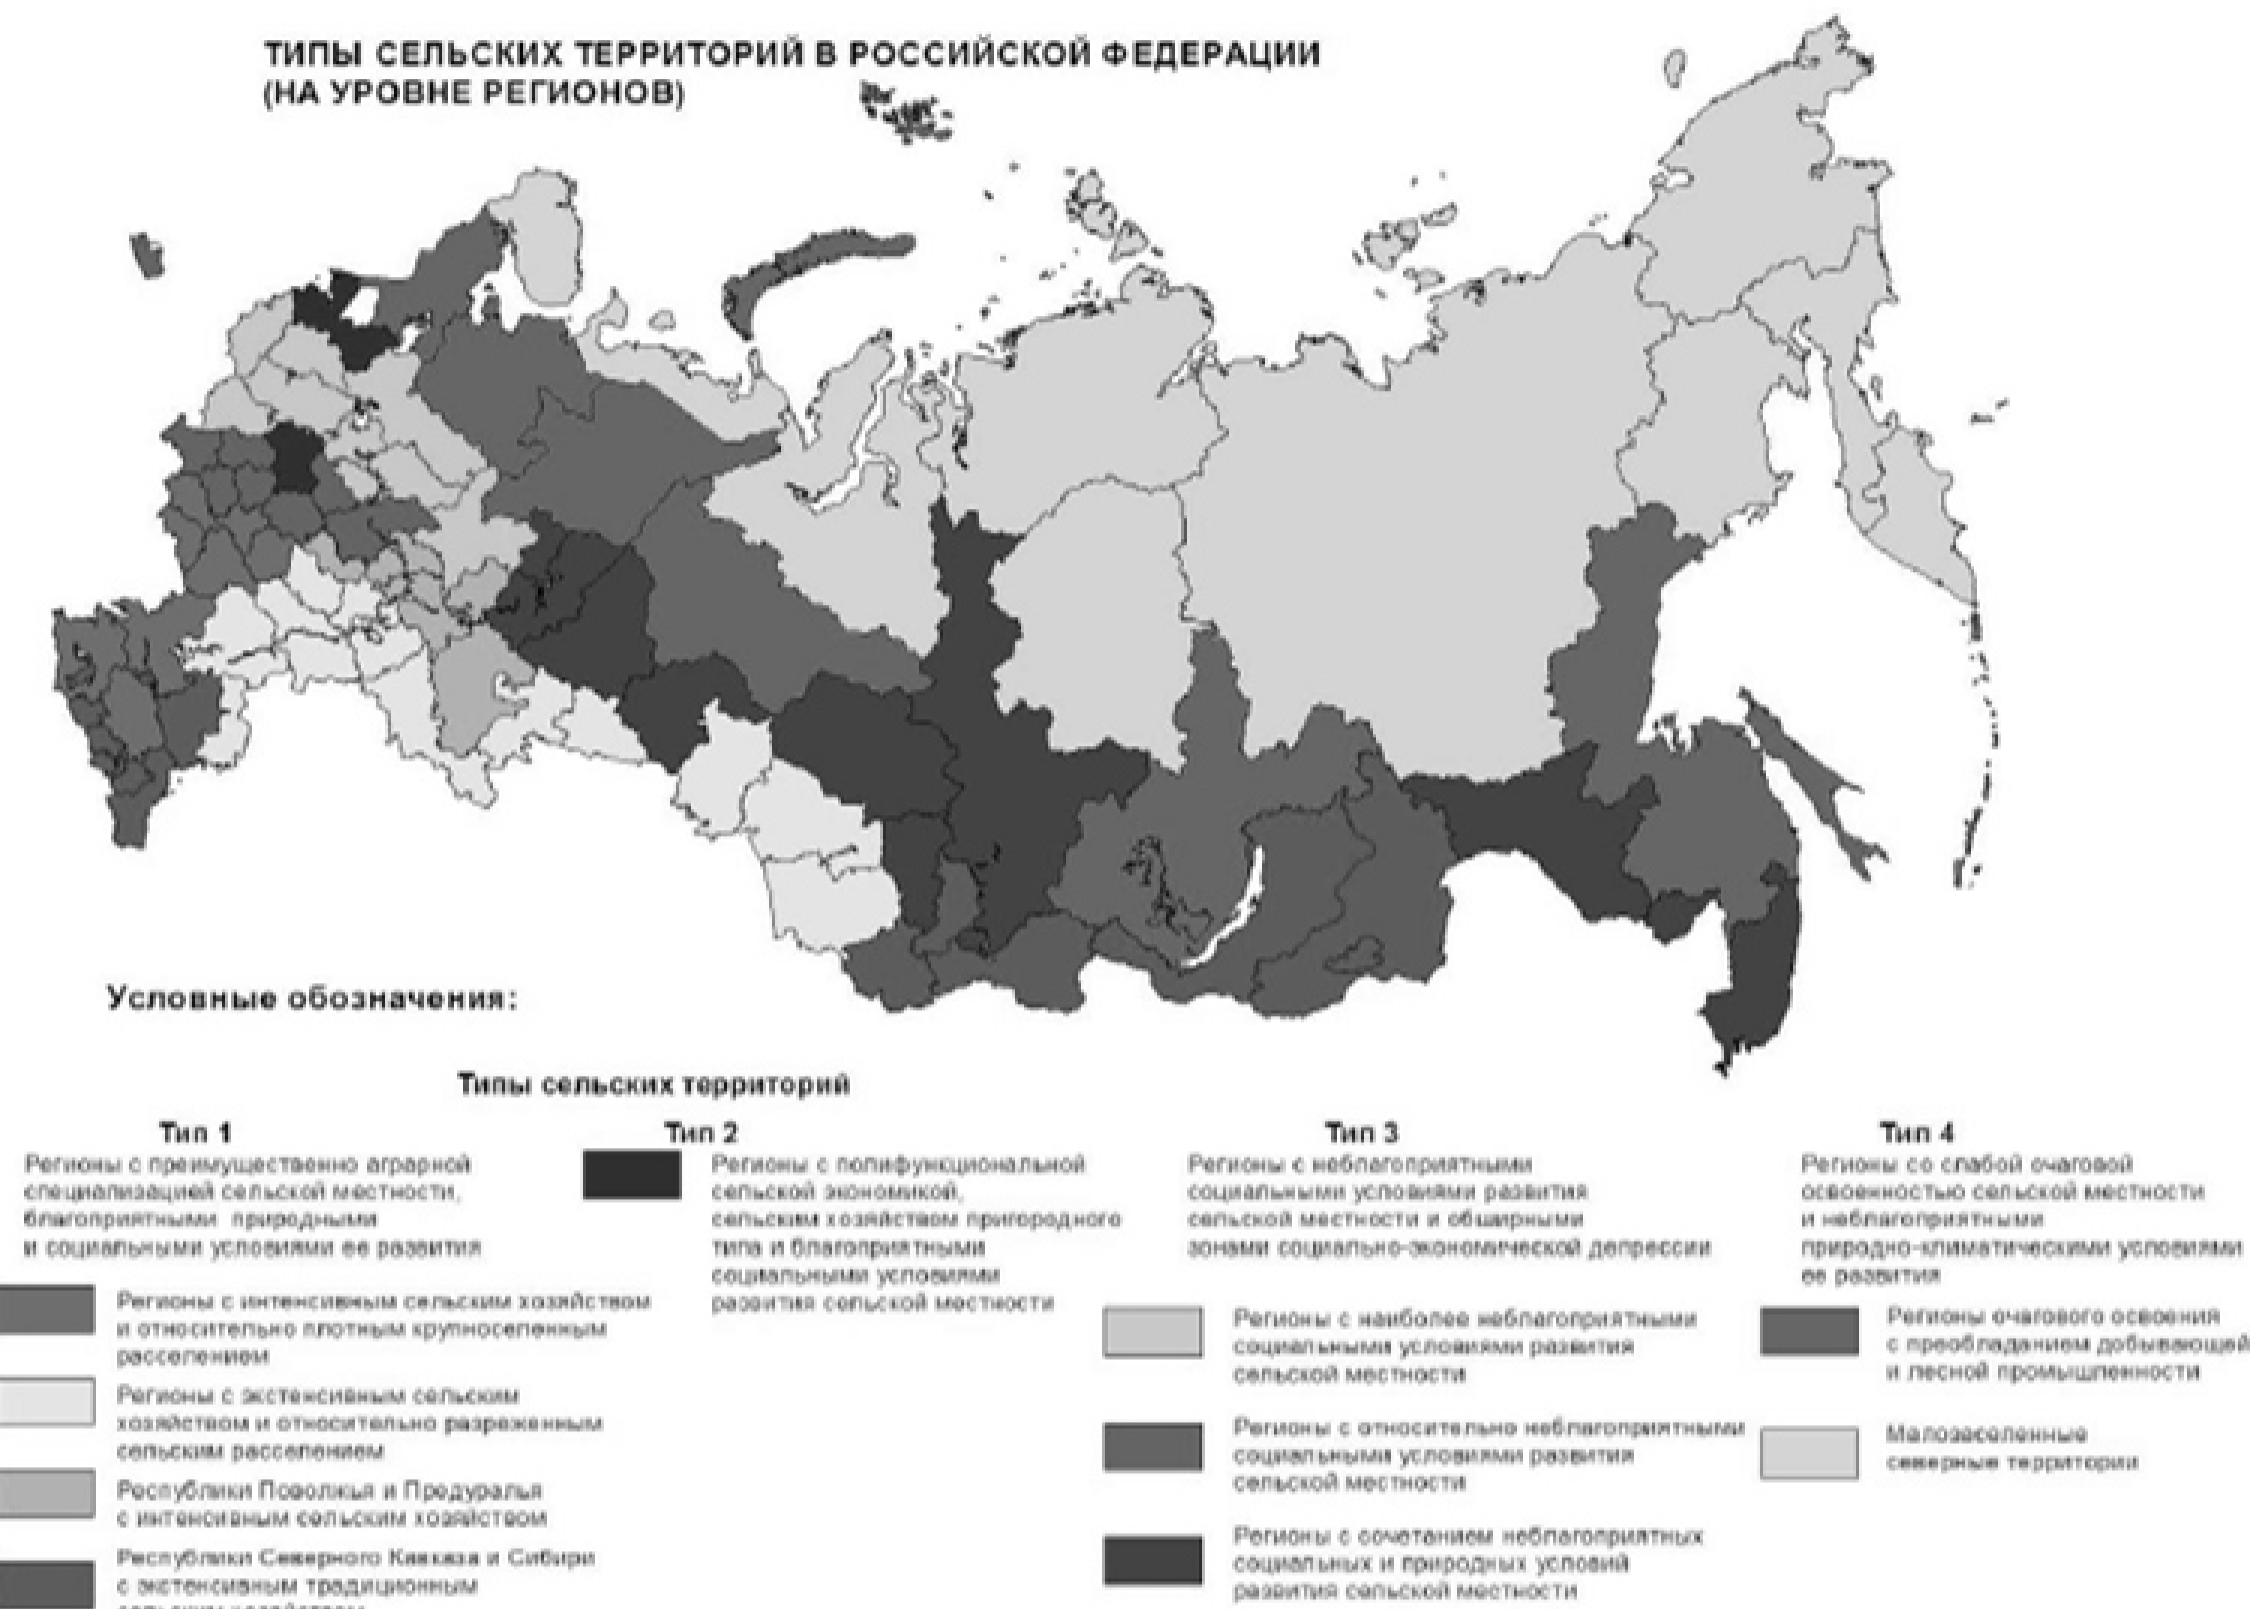 ТИПЫ СЕЛЬСКИХ ТЕРРИТОРИЙ В РОССИЙСКОЙ ФЕДЕРАЦИИ
(НА УРОВНЕ РЕГИОНОВ)
Условные обозначения:
Типы сельских территорий
Тип 1
Регионы с преимущественно аграрной
специализацией сельской местности,
благоприятными природными
и социальными условиями ее развития
Регионы с интенсивным сельским хозяйством
и относительно плотным крупноселенным
расселением
Регионы с экстенсивным сельским
хозяйством и относительно разреженным
сельским расселением
Республики Поволжья и Предуралья
с интенсивным сельским хозяйством
Республики Северного Кавказа и Сибири
с экстенсивным традиционным
Тип 2
Регионы с полифункциональной
сельской экономикой,
сельским хозяйством пригородного
типа и благоприятными
социальными условиями
развития сельской местности
Тип 3
Регионы с неблагоприятными
социальными условиями развития
сельской местности и обширными
зонами социально-экономической депрессии
Регионы с наиболее неблагоприятными
социальными условиями развития
сельской местности
Регионы с относительно неблагоприятными
социальными условиями развития
сельской местности
Регионы с сочетанием неблагоприятных
социальных и природных условий
развития сельской местности
Тип 4
Регионы со слабой очаговой
освоенностью сельской местности
и неблагоприятными
природно-климатическими условиями
ее развития
Регионы очагового освоения
с преобладанием добывающей
и лесной промышленности
Малозаселенные
северные территории